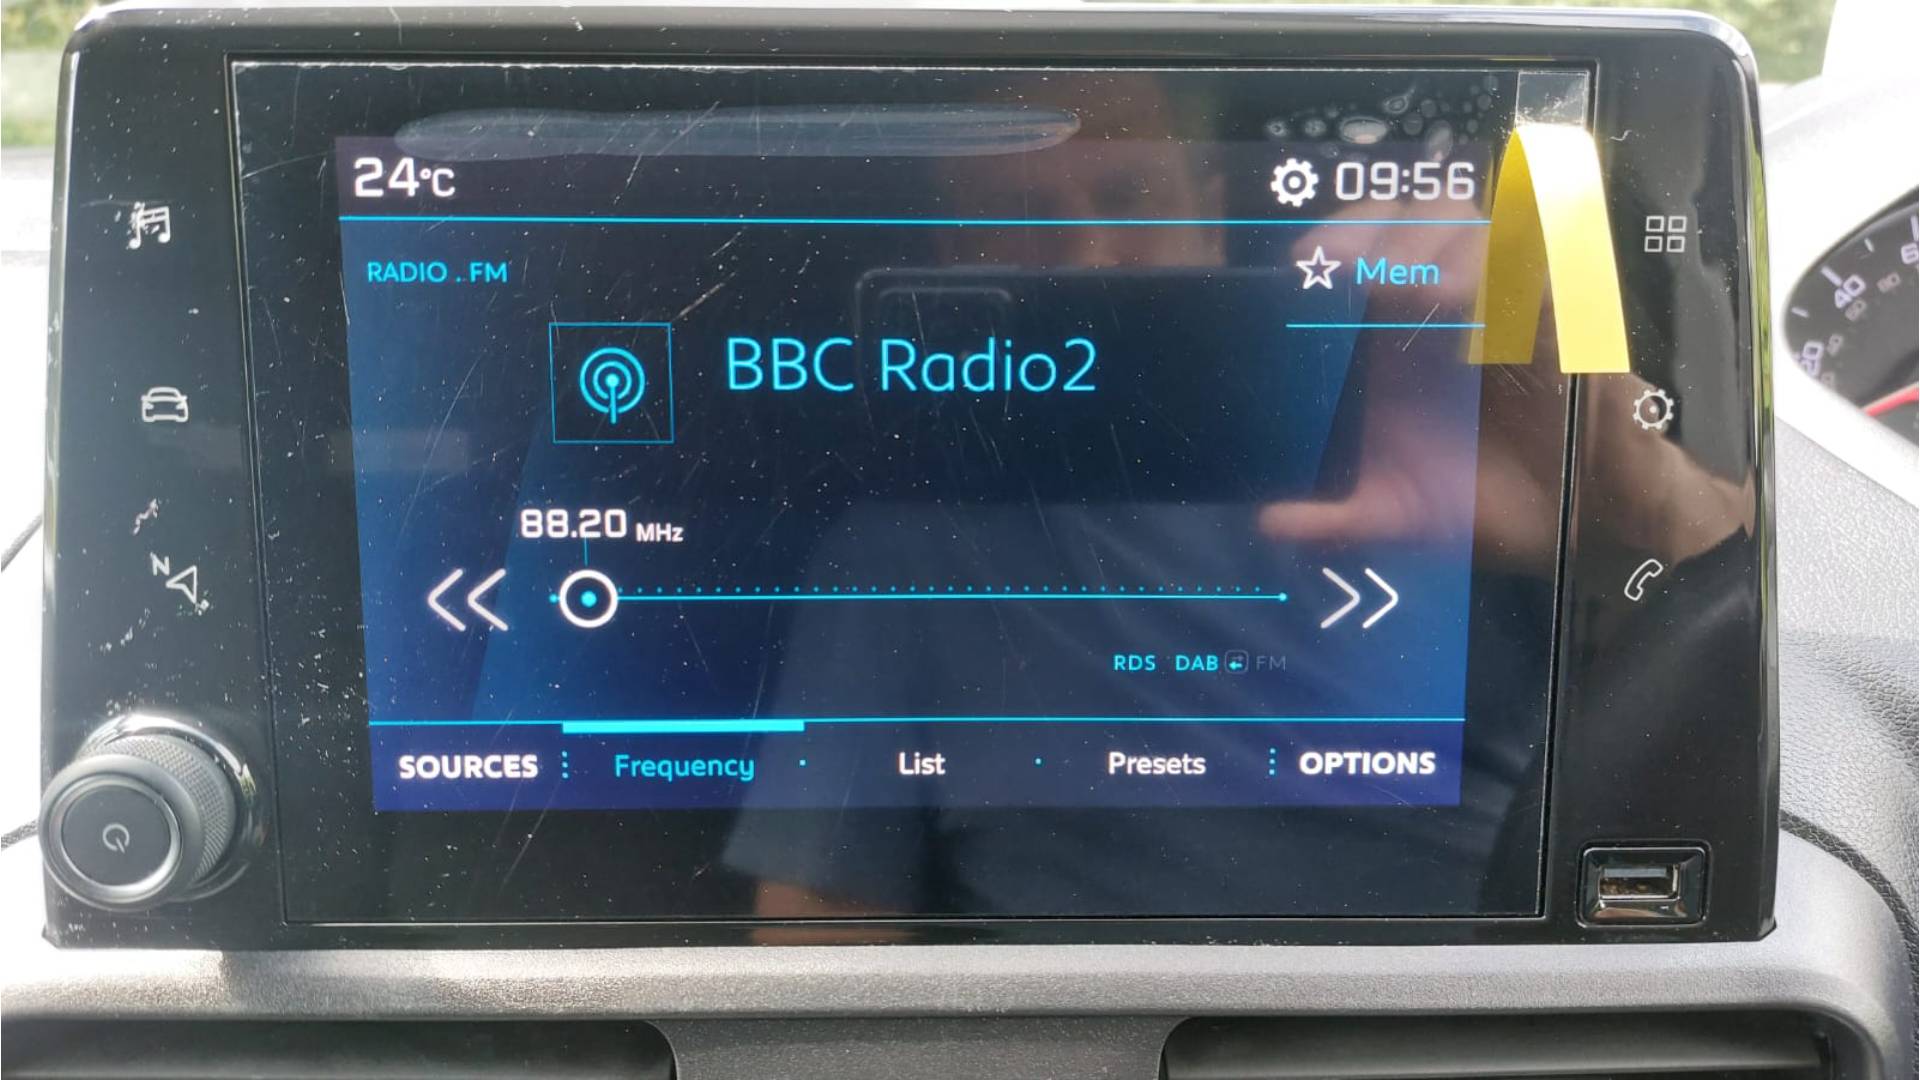 24°C
09:56
RADIO . FM
Mem
BBC Radio2
88.20 MHz
RDS DAB FM
SOURCES Frequency List Presets OPTIONS
N
40